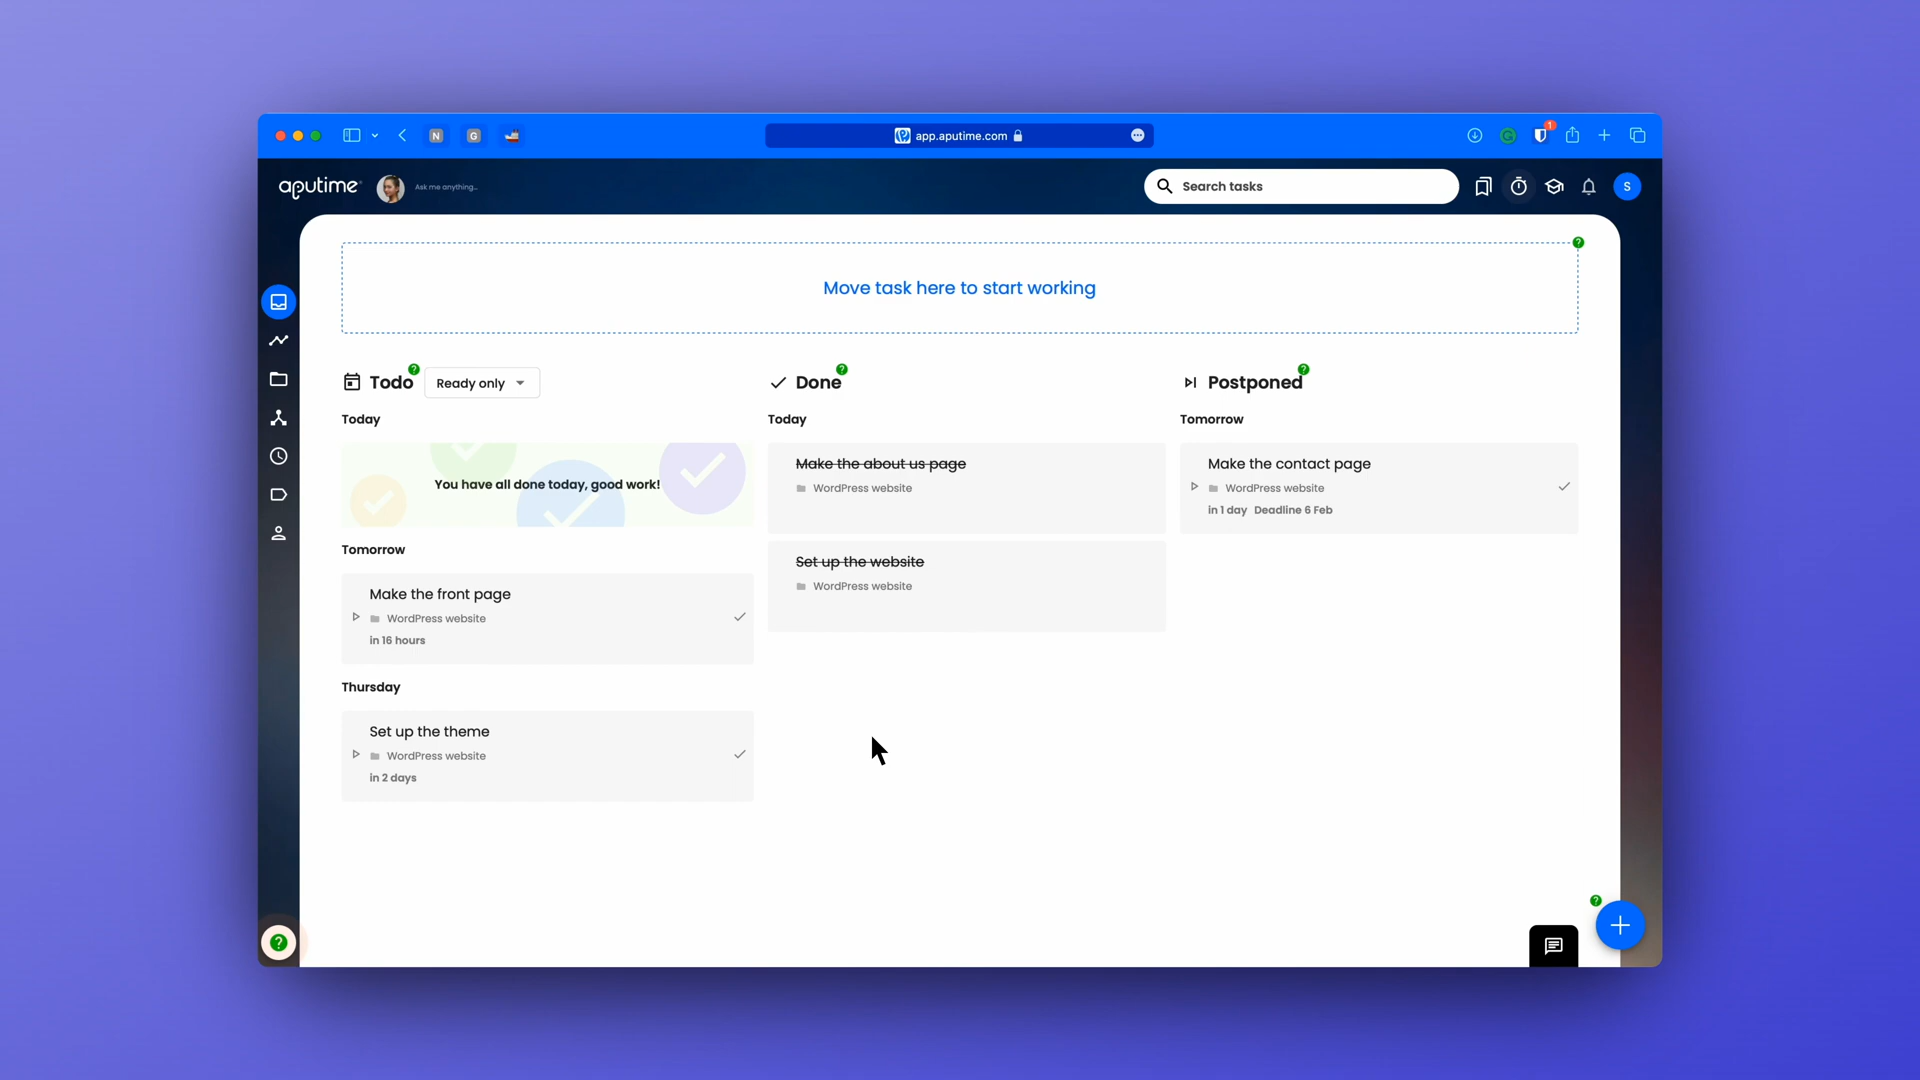 N
G
app.aputime.com
1
aputime
Ask me anything...
Search tasks
S
?
Move task here to start working
Todo
?
Ready only
Done
?
Postponed
?
Today
You have all done today, good work!
Tomorrow
Make the front page
WordPress website
in 16 hours
Thursday
Set up the theme
WordPress website
in 2 days
Today
Make the about us page
WordPress website
Set up the website
WordPress website
Tomorrow
Make the contact page
WordPress website
in 1 day Deadline 6 Feb
?
?